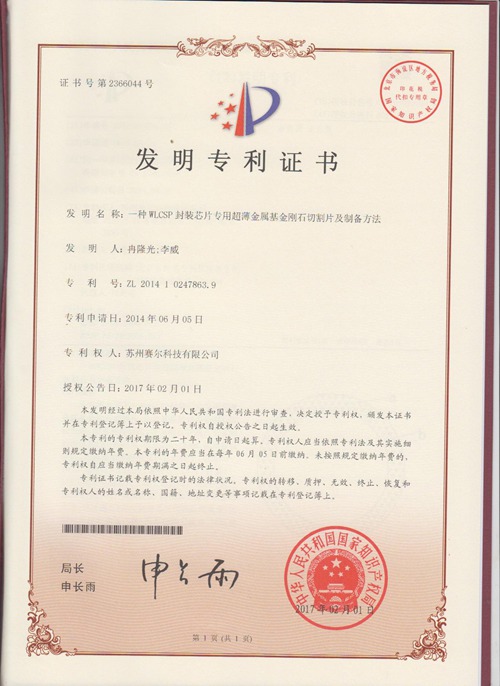 证书号第2366044号
印花税
代扣专用章
国家知识产权局
发明专利证书
发明名称：一种WLCSP封装芯片专用超薄金属基金刚石切割片及制备方法
发明人：冉隆光;李威
专利号：ZL 2014 1 0247863.9
专利申请日：2014年06月05日
专利权人：苏州赛尔科技有限公司
授权公告日：2017年02月01日
本发明经过本局依照中华人民共和国专利法进行审查，决定授予专利权，颁发本证书
并在专利登记簿上予以登记。专利权自授权公告之日起生效。
本专利的专利权期限为二十年，自申请日起算。专利权人应当依照专利法及其实施细
则规定缴纳年费。本专利的年费应当在每年06月05日前缴纳。未按照规定缴纳年费的，
专利权自应当缴纳年费期满之日起终止。
专利证书记载专利权登记时的法律状况。专利权的转移、质押、无效、终止、恢复和
专利权人的姓名或名称、国籍、地址变更等事项记载在专利登记簿上。
局长
申长雨
申长雨
中华人民共和国国家知识产权局
2017年02月01日
第1页(共1页)